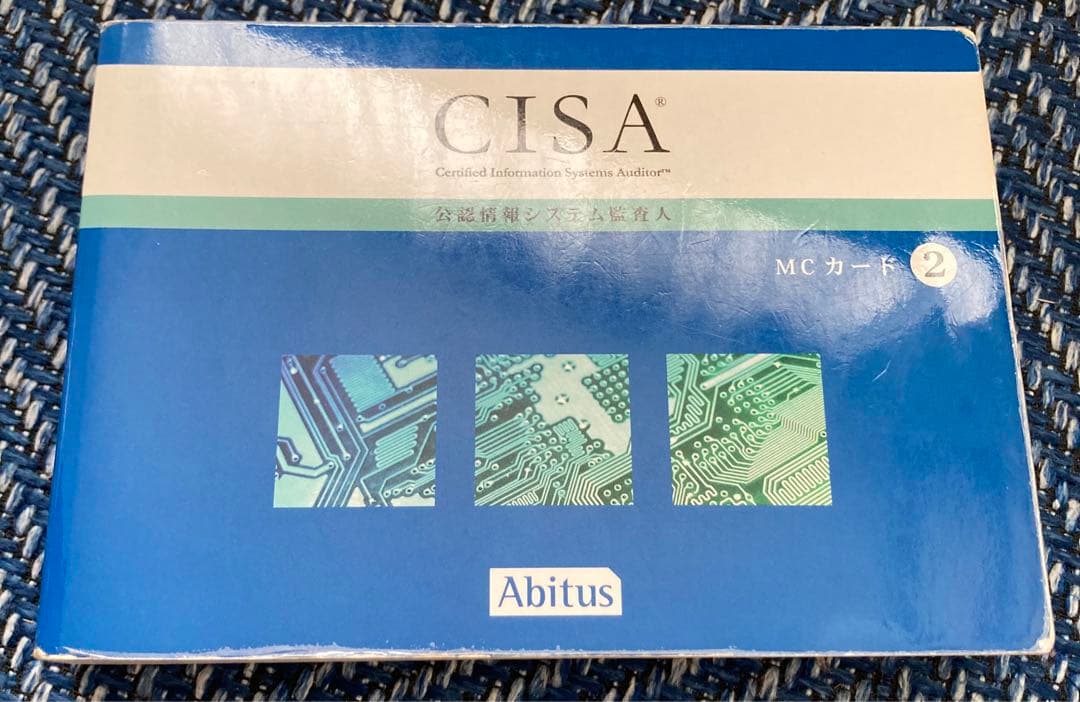 CISA®
Certified Information Systems Auditor™
公認情報システム監査人
MCカード 2
Abitus